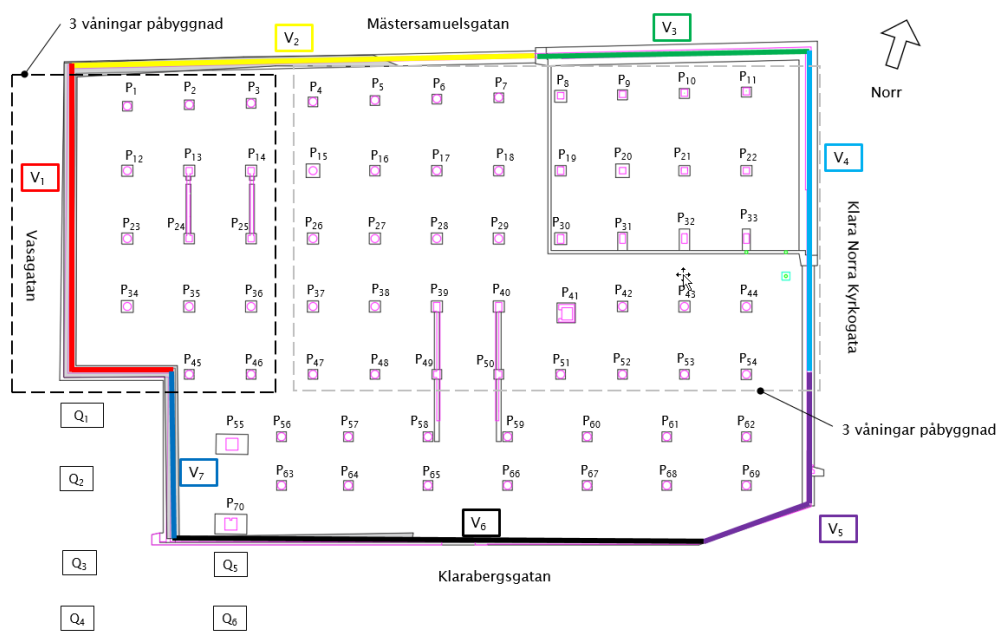 3 våningar påbyggnad
Mästersamuelsgatan
V2
V3
Norr
P1 P2 P3 P4 P5 P6 P7 P8 P9 P10 P11
P12 P13 P14 P15 P16 P17 P18 P19 P20 P21 P22
V1
V4
Vasagatan
Klara Norra Kyrkogata
P23 P24 P25 P26 P27 P28 P29 P30 P31 P32 P33
P34 P35 P36 P37 P38 P39 P40 P41 P42 P43 P44
P45 P46 P47 P48 P49 P50 P51 P52 P53 P54
Q1
P55 P56 P57 P58 P59 P60 P61 P62
3 våningar påbyggnad
Q2
V7
P63 P64 P65 P66 P67 P68 P69
P70
V6
V5
Q3
Q5
Klarabergsgatan
Q4
Q6